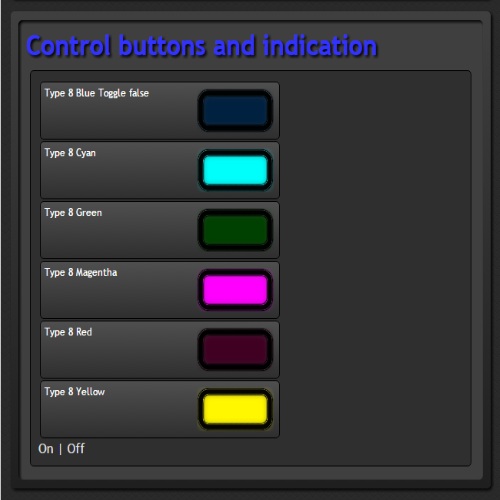 Control buttons and indication
Type 8 Blue Toggle false
Type 8 Cyan
Type 8 Green
Type 8 Magentha
Type 8 Red
Type 8 Yellow
On | Off